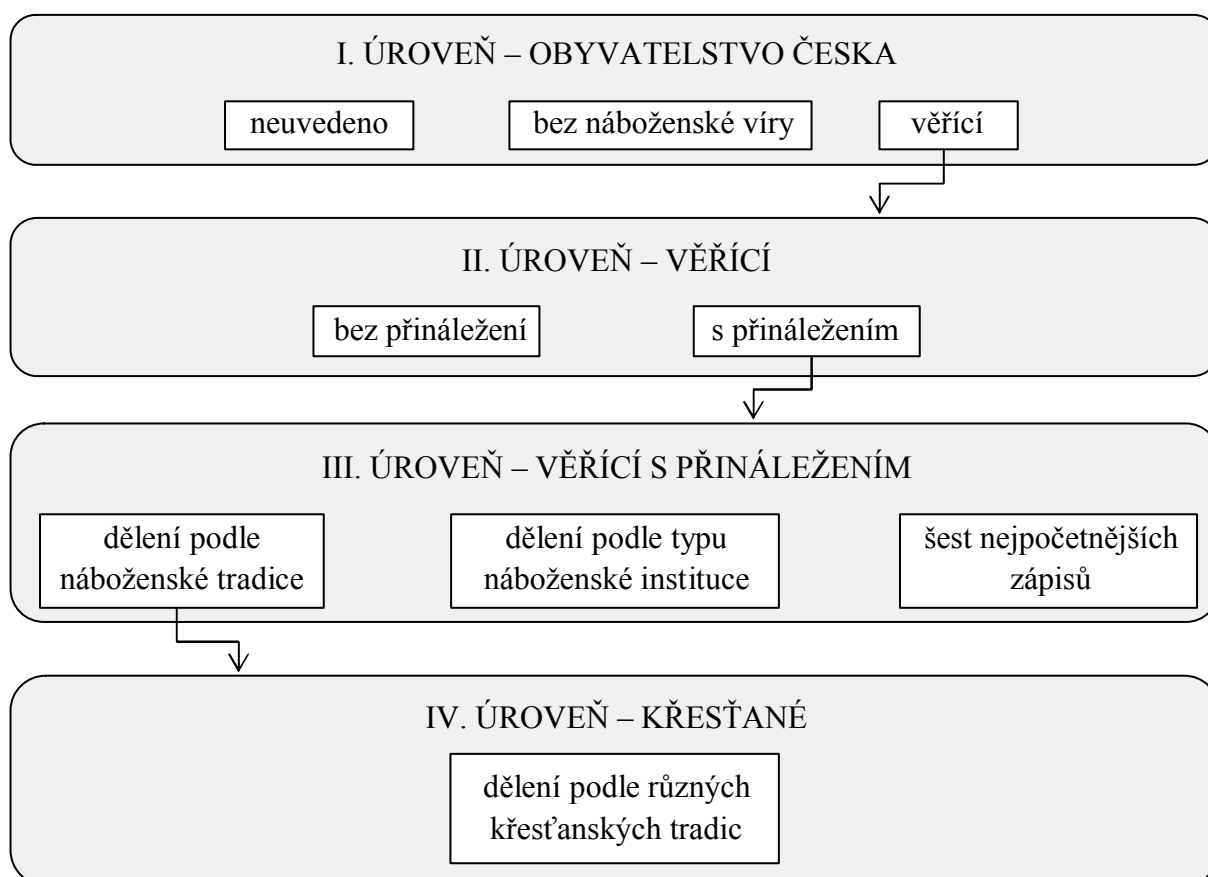 I. ÚROVEŇ – OBYVATELSTVO ČESKA
neuvedeno
bez náboženské víry
věřící
II. ÚROVEŇ – VĚŘÍCÍ
bez přináležení
s přináležením
III. ÚROVEŇ – VĚŘÍCÍ S PŘINÁLEŽENÍM
dělení podle
náboženské tradice
dělení podle typu
náboženské instituce
šest nejpočetnějších
zápisů
IV. ÚROVEŇ – KŘESŤANÉ
dělení podle různých
křesťanských tradic